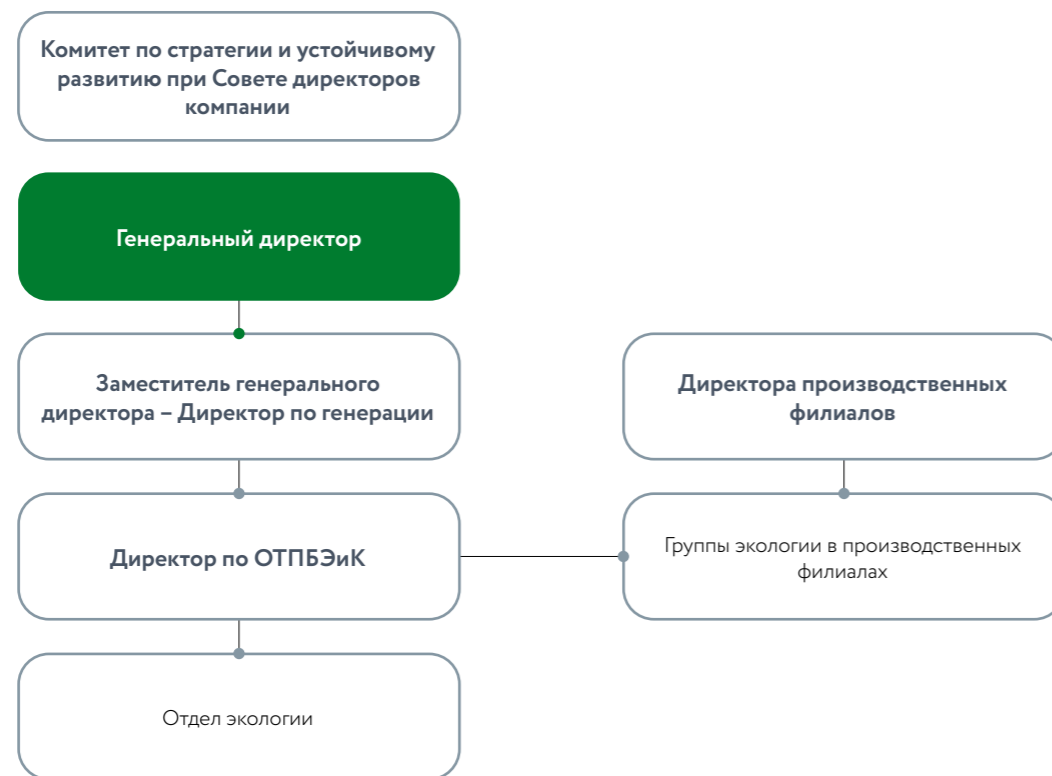 Комитет по стратегии и устойчивому
развитию при Совете директоров
компании
Генеральный директор
Заместитель генерального
директора – Директор по генерации
Директора производственных
филиалов
Директор по ОТПБЭиК
Группы экологии в производственных
филиалах
Отдел экологии